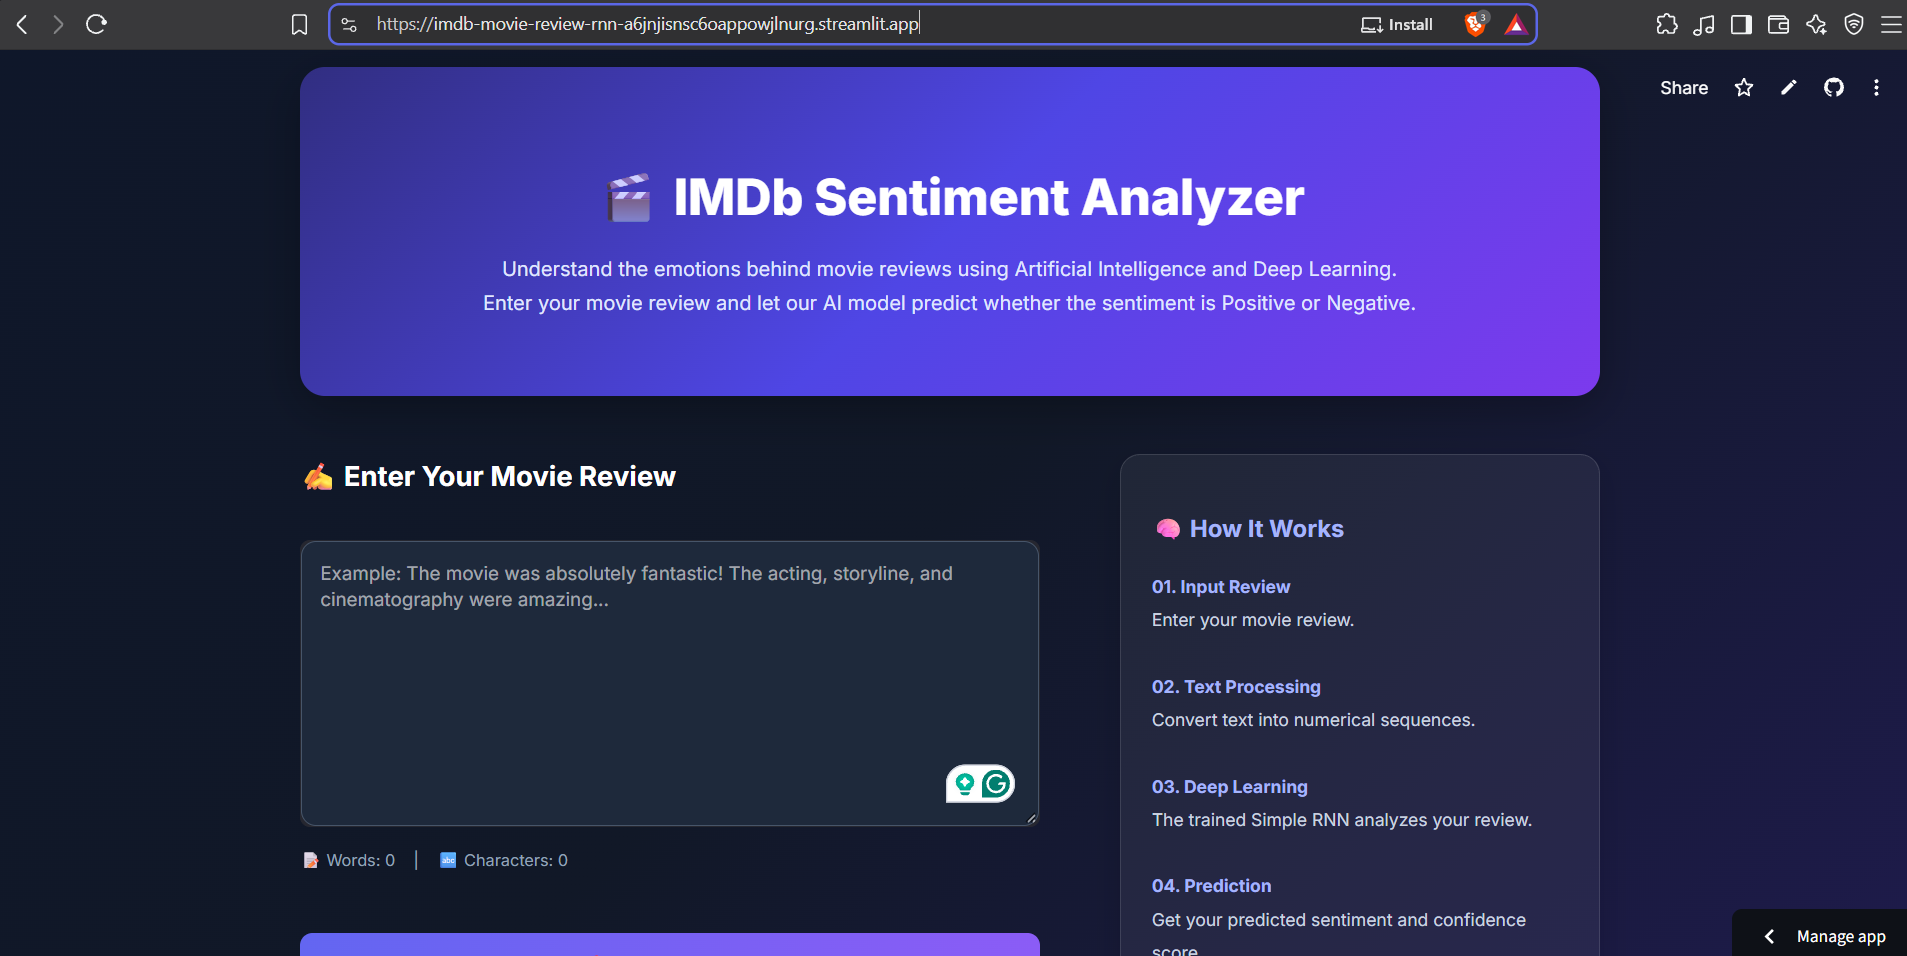 https://imdb-movie-review-rnn-a6jnjisnsc6oappowjlnurg.streamlit.app
Install
3
Share
IMDb Sentiment Analyzer
Understand the emotions behind movie reviews using Artificial Intelligence and Deep Learning.
Enter your movie review and let our AI model predict whether the sentiment is Positive or Negative.
Enter Your Movie Review
Example: The movie was absolutely fantastic! The acting, storyline, and
cinematography were amazing...
Words: 0 | abc Characters: 0
How It Works
01. Input Review
Enter your movie review.
02. Text Processing
Convert text into numerical sequences.
03. Deep Learning
The trained Simple RNN analyzes your review.
04. Prediction
Get your predicted sentiment and confidence
score.
Manage app